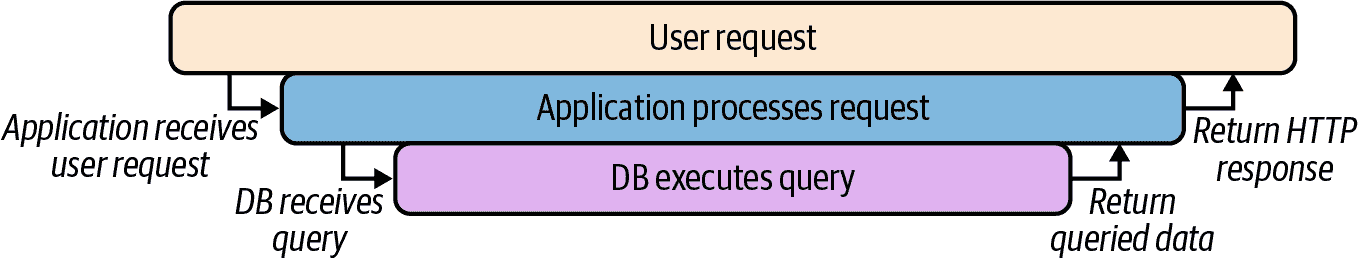 User request
Application processes request
Application receives
user request
Return HTTP
response
DB executes query
DB receives
query
Return
queried data